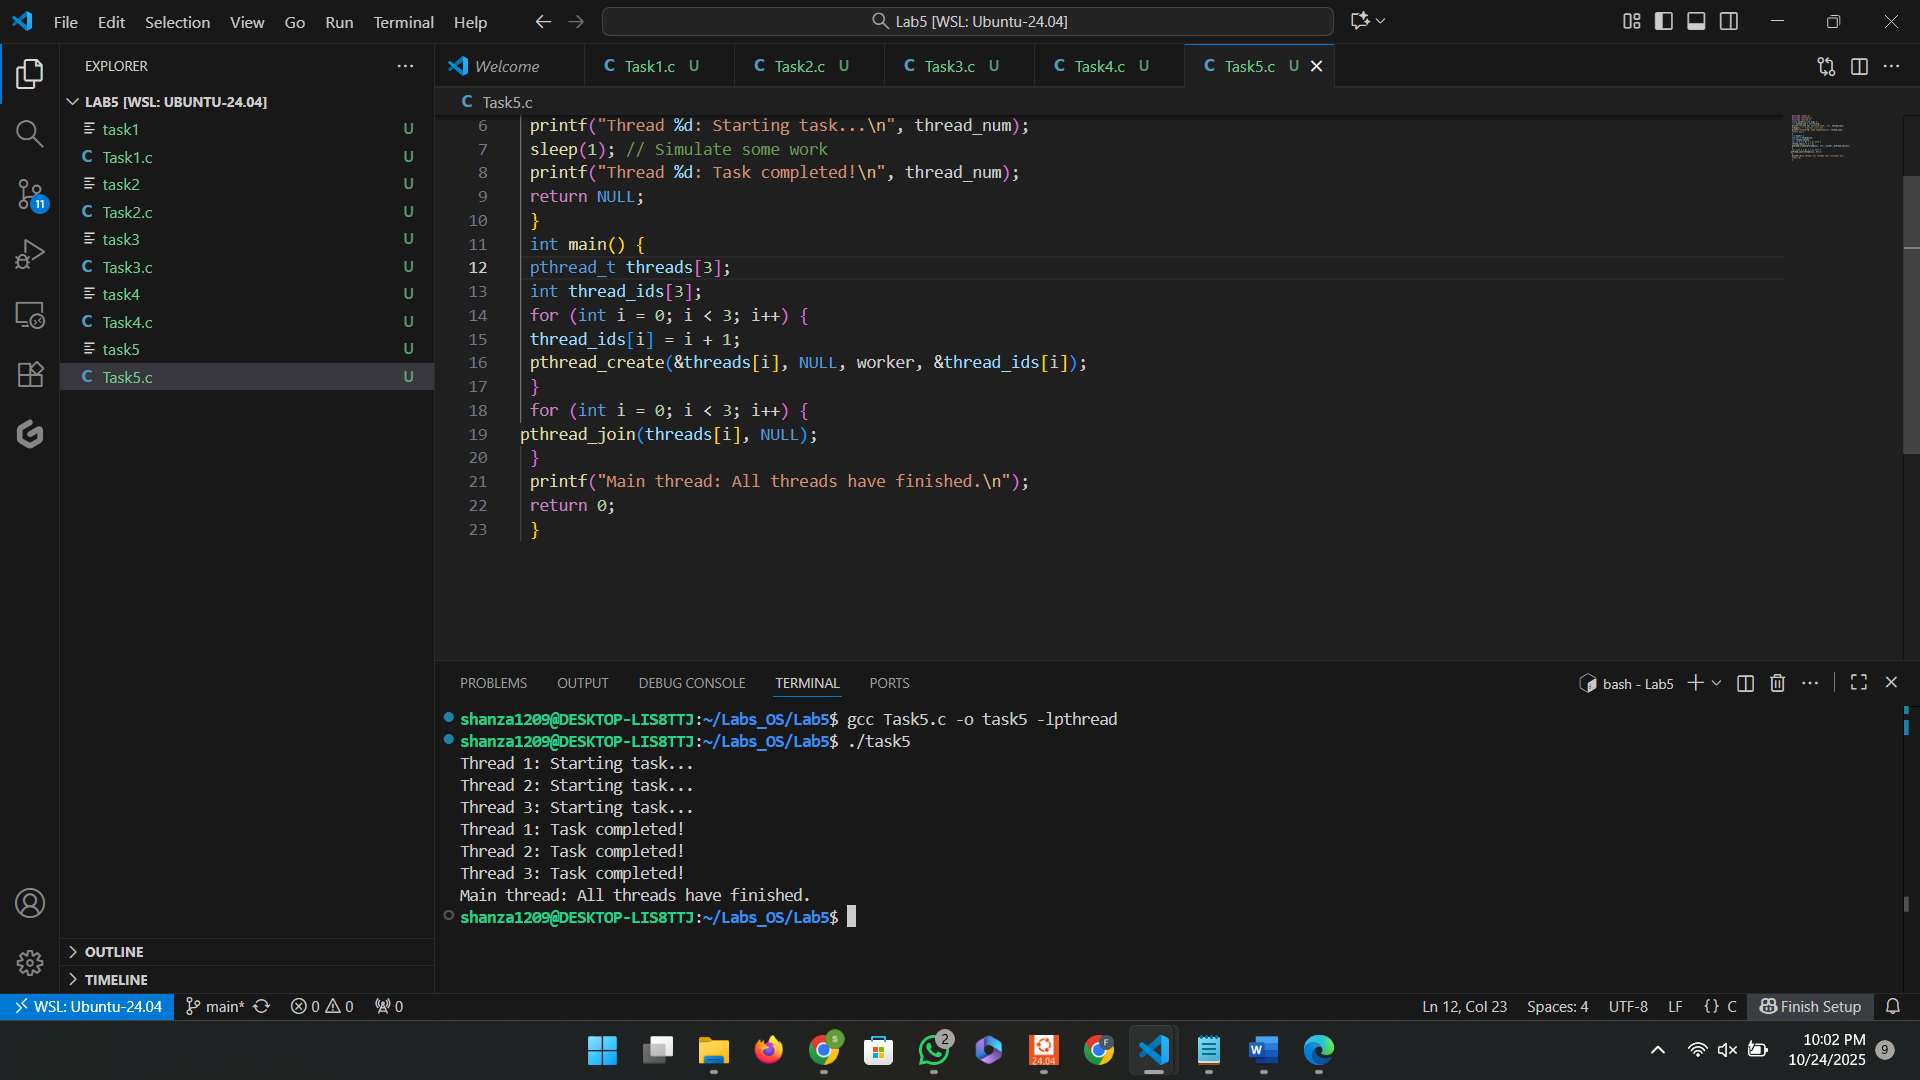 File Edit Selection View Go Run Terminal Help
Lab5 [WSL: Ubuntu-24.04]
EXPLORER
LAB5 [WSL: UBUNTU-24.04]
task1 U
C Task1.c U
task2 U
C Task2.c U
task3 U
C Task3.c U
task4 U
C Task4.c U
task5 U
C Task5.c U
11
OUTLINE
TIMELINE
Welcome C Task1.c U C Task2.c U C Task3.c U C Task4.c U C Task5.c U
C Task5.c
6 printf("Thread %d: Starting task...\n", thread_num);
7 sleep(1); // Simulate some work
8 printf("Thread %d: Task completed!\n", thread_num);
9 return NULL;
10 }
11 int main() {
12 pthread_t threads[3];
13 int thread_ids[3];
14 for (int i = 0; i < 3; i++) {
15 thread_ids[i] = i + 1;
16 pthread_create(&threads[i], NULL, worker, &thread_ids[i]);
17 }
18 for (int i = 0; i < 3; i++) {
19 pthread_join(threads[i], NULL);
20 }
21 printf("Main thread: All threads have finished.\n");
22 return 0;
23 }
PROBLEMS OUTPUT DEBUG CONSOLE TERMINAL PORTS
bash - Lab5
shanza1209@DESKTOP-LIS8TTJ:~/Labs_OS/Lab5$ gcc Task5.c -o task5 -lpthread
shanza1209@DESKTOP-LIS8TTJ:~/Labs_OS/Lab5$ ./task5
Thread 1: Starting task...
Thread 2: Starting task...
Thread 3: Starting task...
Thread 1: Task completed!
Thread 2: Task completed!
Thread 3: Task completed!
Main thread: All threads have finished.
shanza1209@DESKTOP-LIS8TTJ:~/Labs_OS/Lab5$
WSL: Ubuntu-24.04 main* 0 0 0
Ln 12, Col 23 Spaces: 4 UTF-8 LF {} C Finish Setup
S 2 24.04 F W
10:02 PM
10/24/2025
9